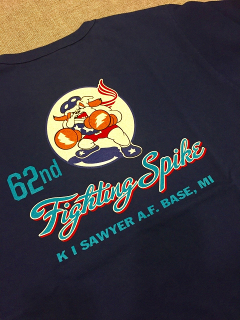 62nd
Fighting Spike
K I SAWYER A.F. BASE, MI